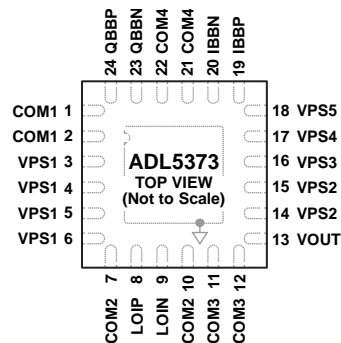 24 QBBP
23 QBBN
22 COM4
21 COM4
20 IBBN
19 IBBP
COM1 1
COM1 2
VPS1 3
VPS1 4
VPS1 5
VPS1 6
ADL5373
TOP VIEW
(Not to Scale)
18 VPS5
17 VPS4
16 VPS3
15 VPS2
14 VPS2
13 VOUT
COM2 7
LOIP 8
LOIN 9
COM2 10
COM3 11
COM3 12